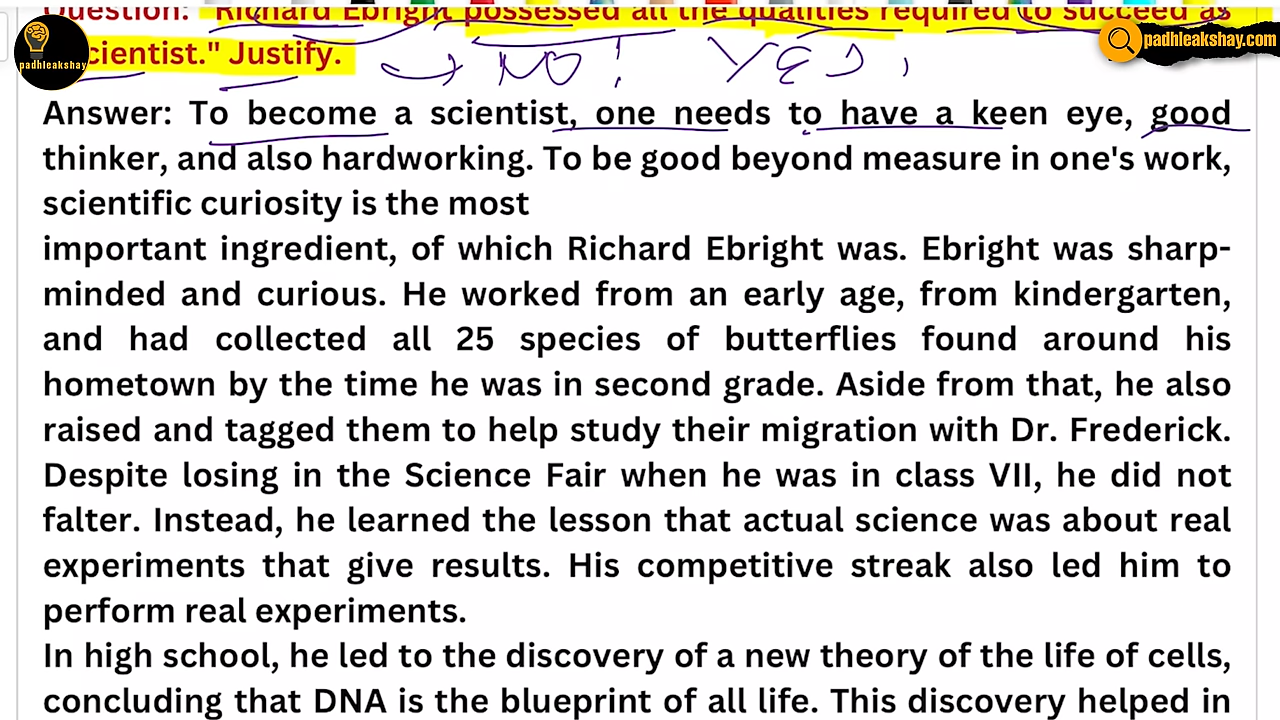 Question: "Richard Ebright possessed all the qualities required to succeed as
cientist." Justify.
NO! YES,
padhleakshay
padhleakshay.com
Answer: To become a scientist, one needs to have a keen eye, good
thinker, and also hardworking. To be good beyond measure in one's work,
scientific curiosity is the most
important ingredient, of which Richard Ebright was. Ebright was sharp-
minded and curious. He worked from an early age, from kindergarten,
and had collected all 25 species of butterflies found around his
hometown by the time he was in second grade. Aside from that, he also
raised and tagged them to help study their migration with Dr. Frederick.
Despite losing in the Science Fair when he was in class VII, he did not
falter. Instead, he learned the lesson that actual science was about real
experiments that give results. His competitive streak also led him to
perform real experiments.
In high school, he led to the discovery of a new theory of the life of cells,
concluding that DNA is the blueprint of all life. This discovery helped in